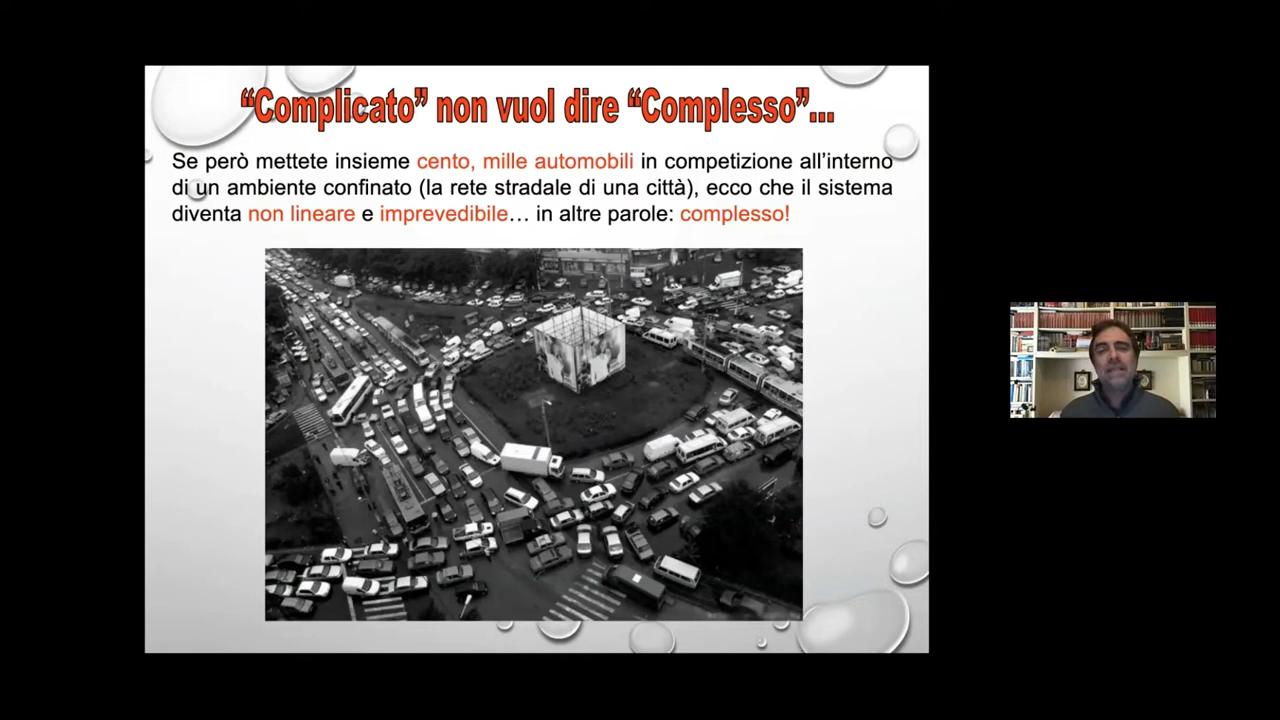 “Complicato” non vuol dire “Complesso”...
Se però mettete insieme cento, mille automobili in competizione all’interno
di un ambiente confinato (la rete stradale di una città), ecco che il sistema
diventa non lineare e imprevedibile… in altre parole: complesso!